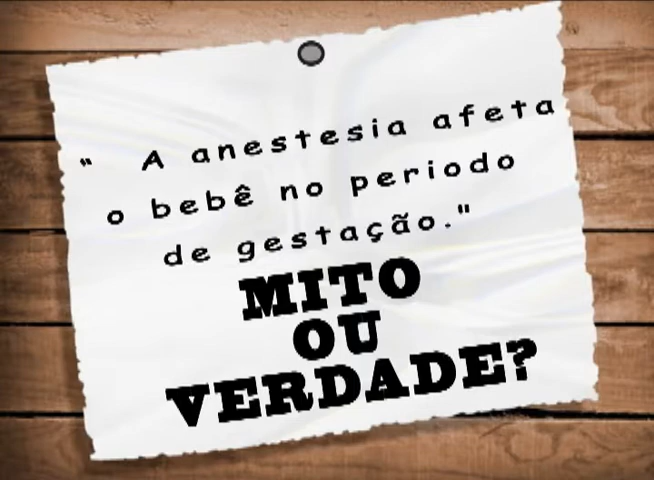 " A anestesia afeta
o bebê no periodo
de gestação."
MITO
OU
VERDADE?